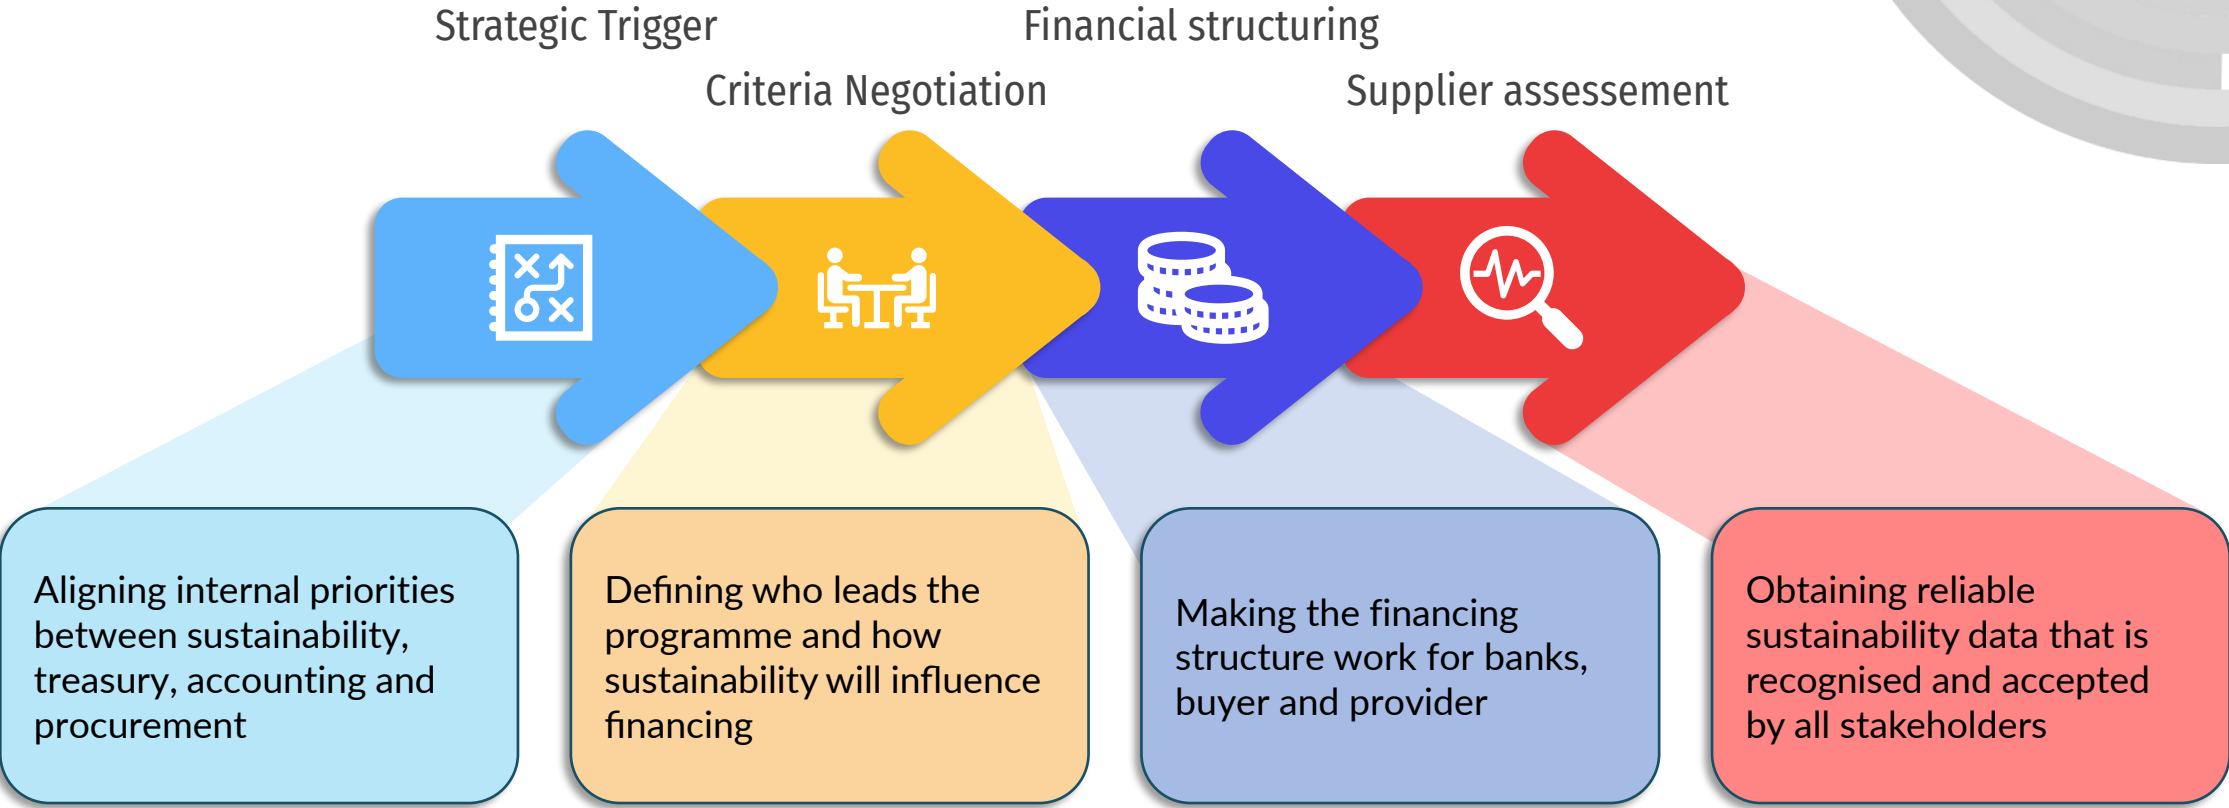 Strategic Trigger
Financial structuring
Criteria Negotiation
Supplier assessement
Aligning internal priorities
between sustainability,
treasury, accounting and
procurement
Defining who leads the
programme and how
sustainability will influence
financing
Making the financing
structure work for banks,
buyer and provider
Obtaining reliable
sustainability data that is
recognised and accepted
by all stakeholders